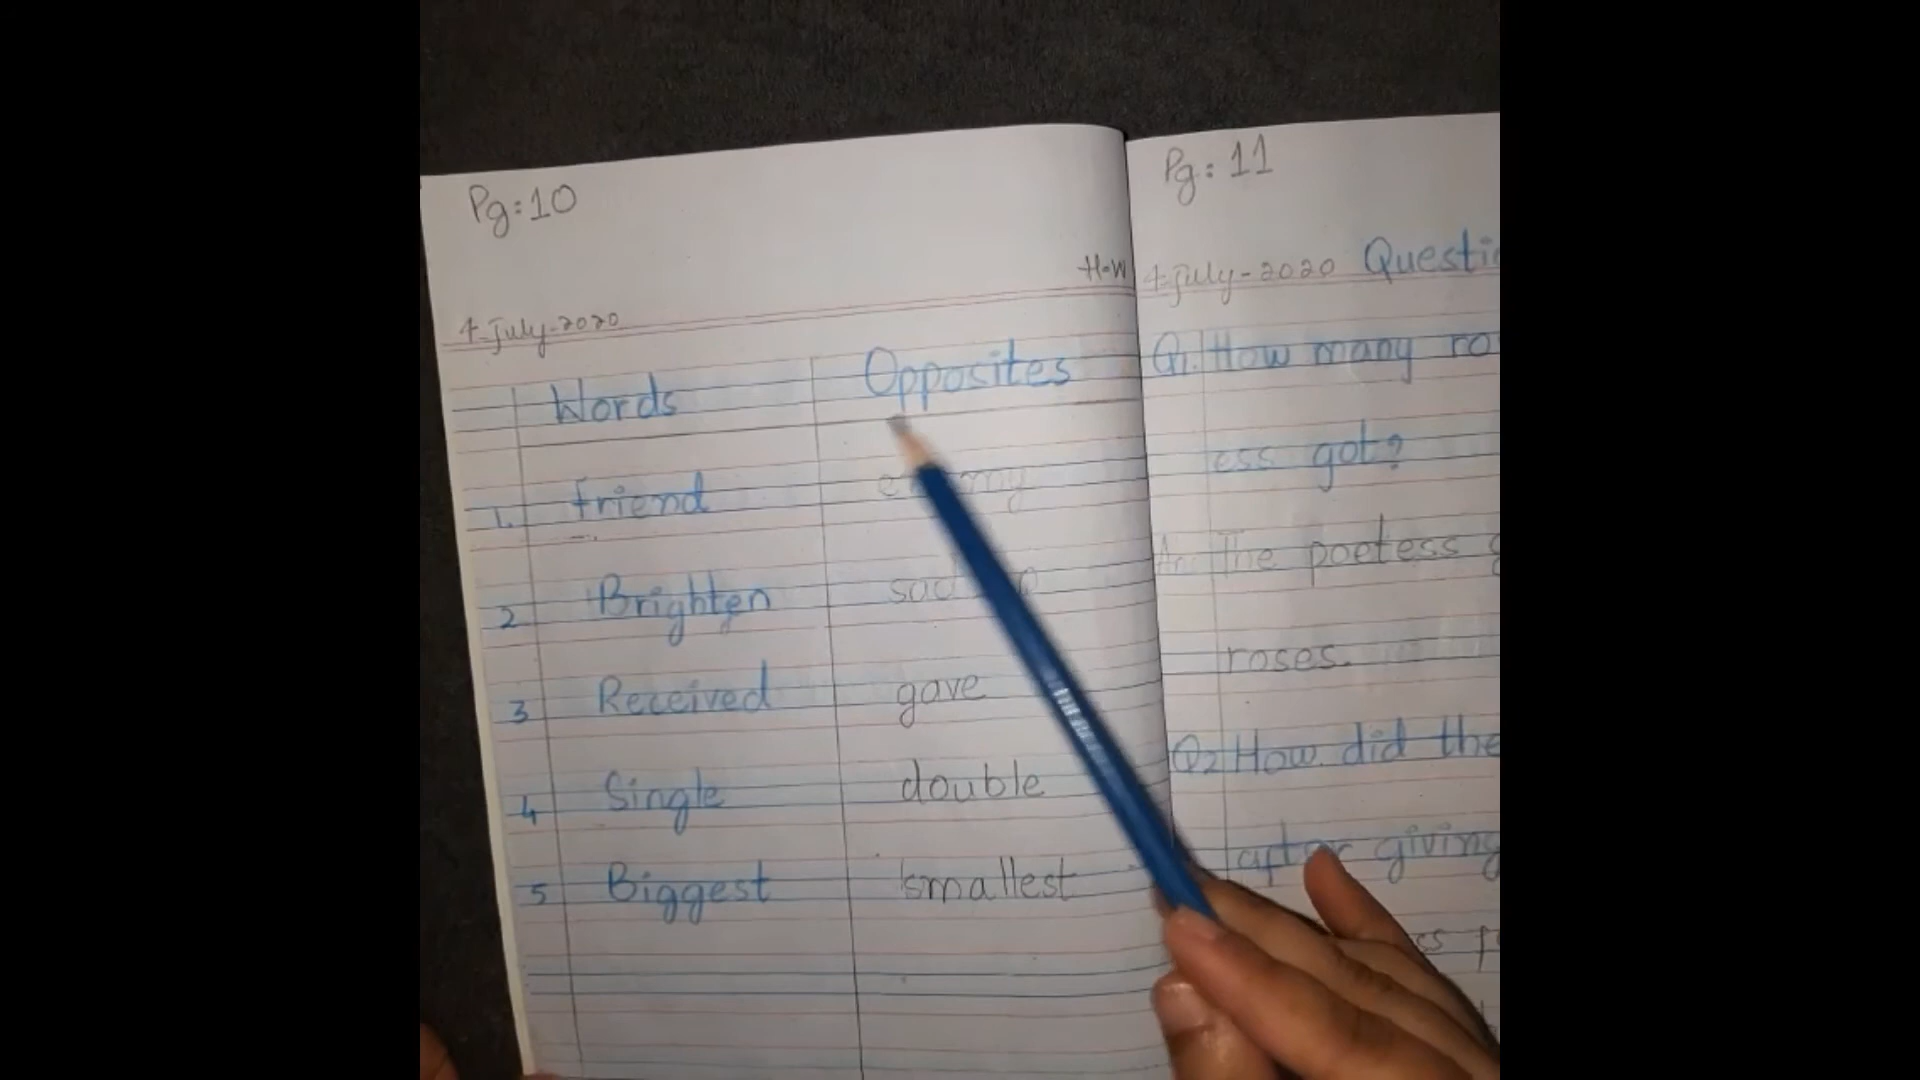 Pg:10
H-W
4-july-2020
Words Opposites
1. friend
2 Brighten
3 Received gave
4 Single double
5 Biggest smallest
Pg: 11
4-july-2020
Q1. How many
ess got?
The poetess
roses.
Q2 How did the
after giving